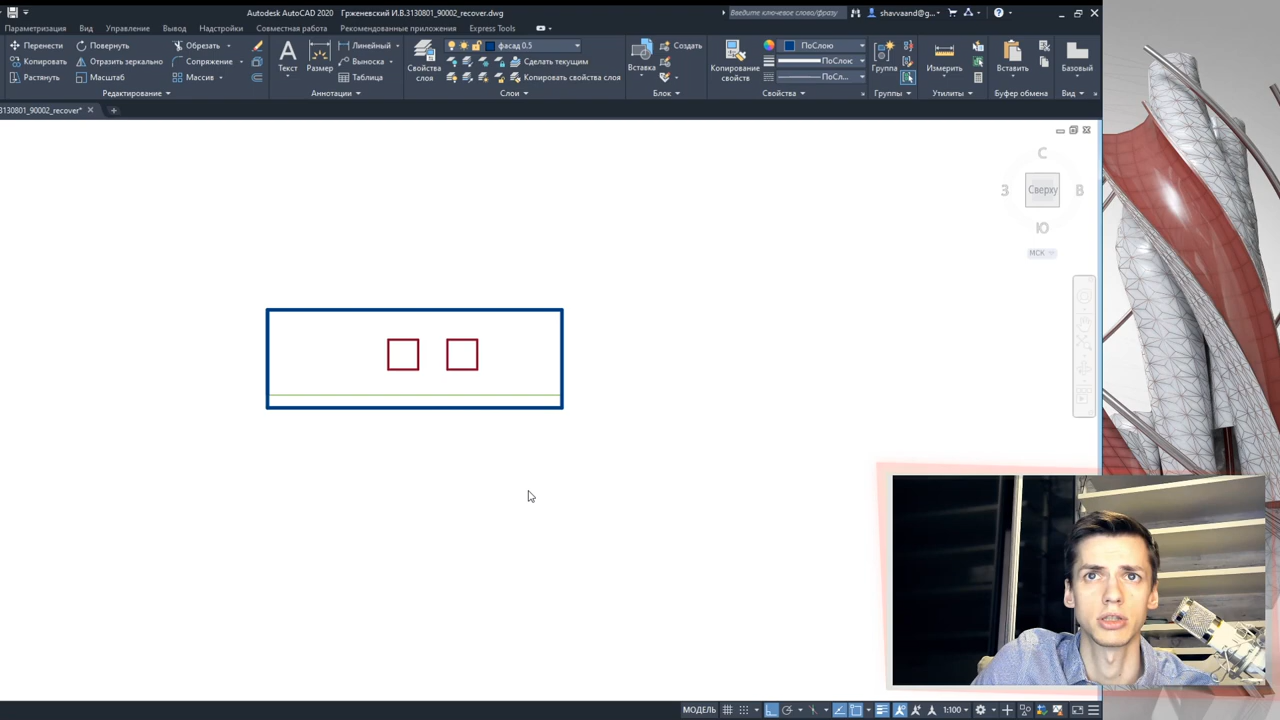 Autodesk AutoCAD 2020 Грженевский И.В.3130801_90002_recover.dwg
Введите ключевое слово/фразу
shavvaand@g...
Параметризация Вид Управление Вывод Надстройки Совместная работа Рекомендованные приложения Express Tools
Перенести Повернуть Обрезать
Копировать Отразить зеркально Сопряжение
Растянуть Масштаб Массив
Редактирование
Текст
Размер
Линейный
Выноска
Таблица
Аннотации
Свойства слоя
фасад 0.5
Сделать текущим
Копировать свойства слоя
Слои
Вставка
Создать
Блок
Копирование свойств
ПоСлою
ПоСлою
ПоСл...
Свойства
Группа
Группы
Измерить
Утилиты
Вставить
Буфер обмена
Базовый
Вид
3130801_90002_recover*
С
З Сверху В
Ю
МСК
МОДЕЛЬ 1:100